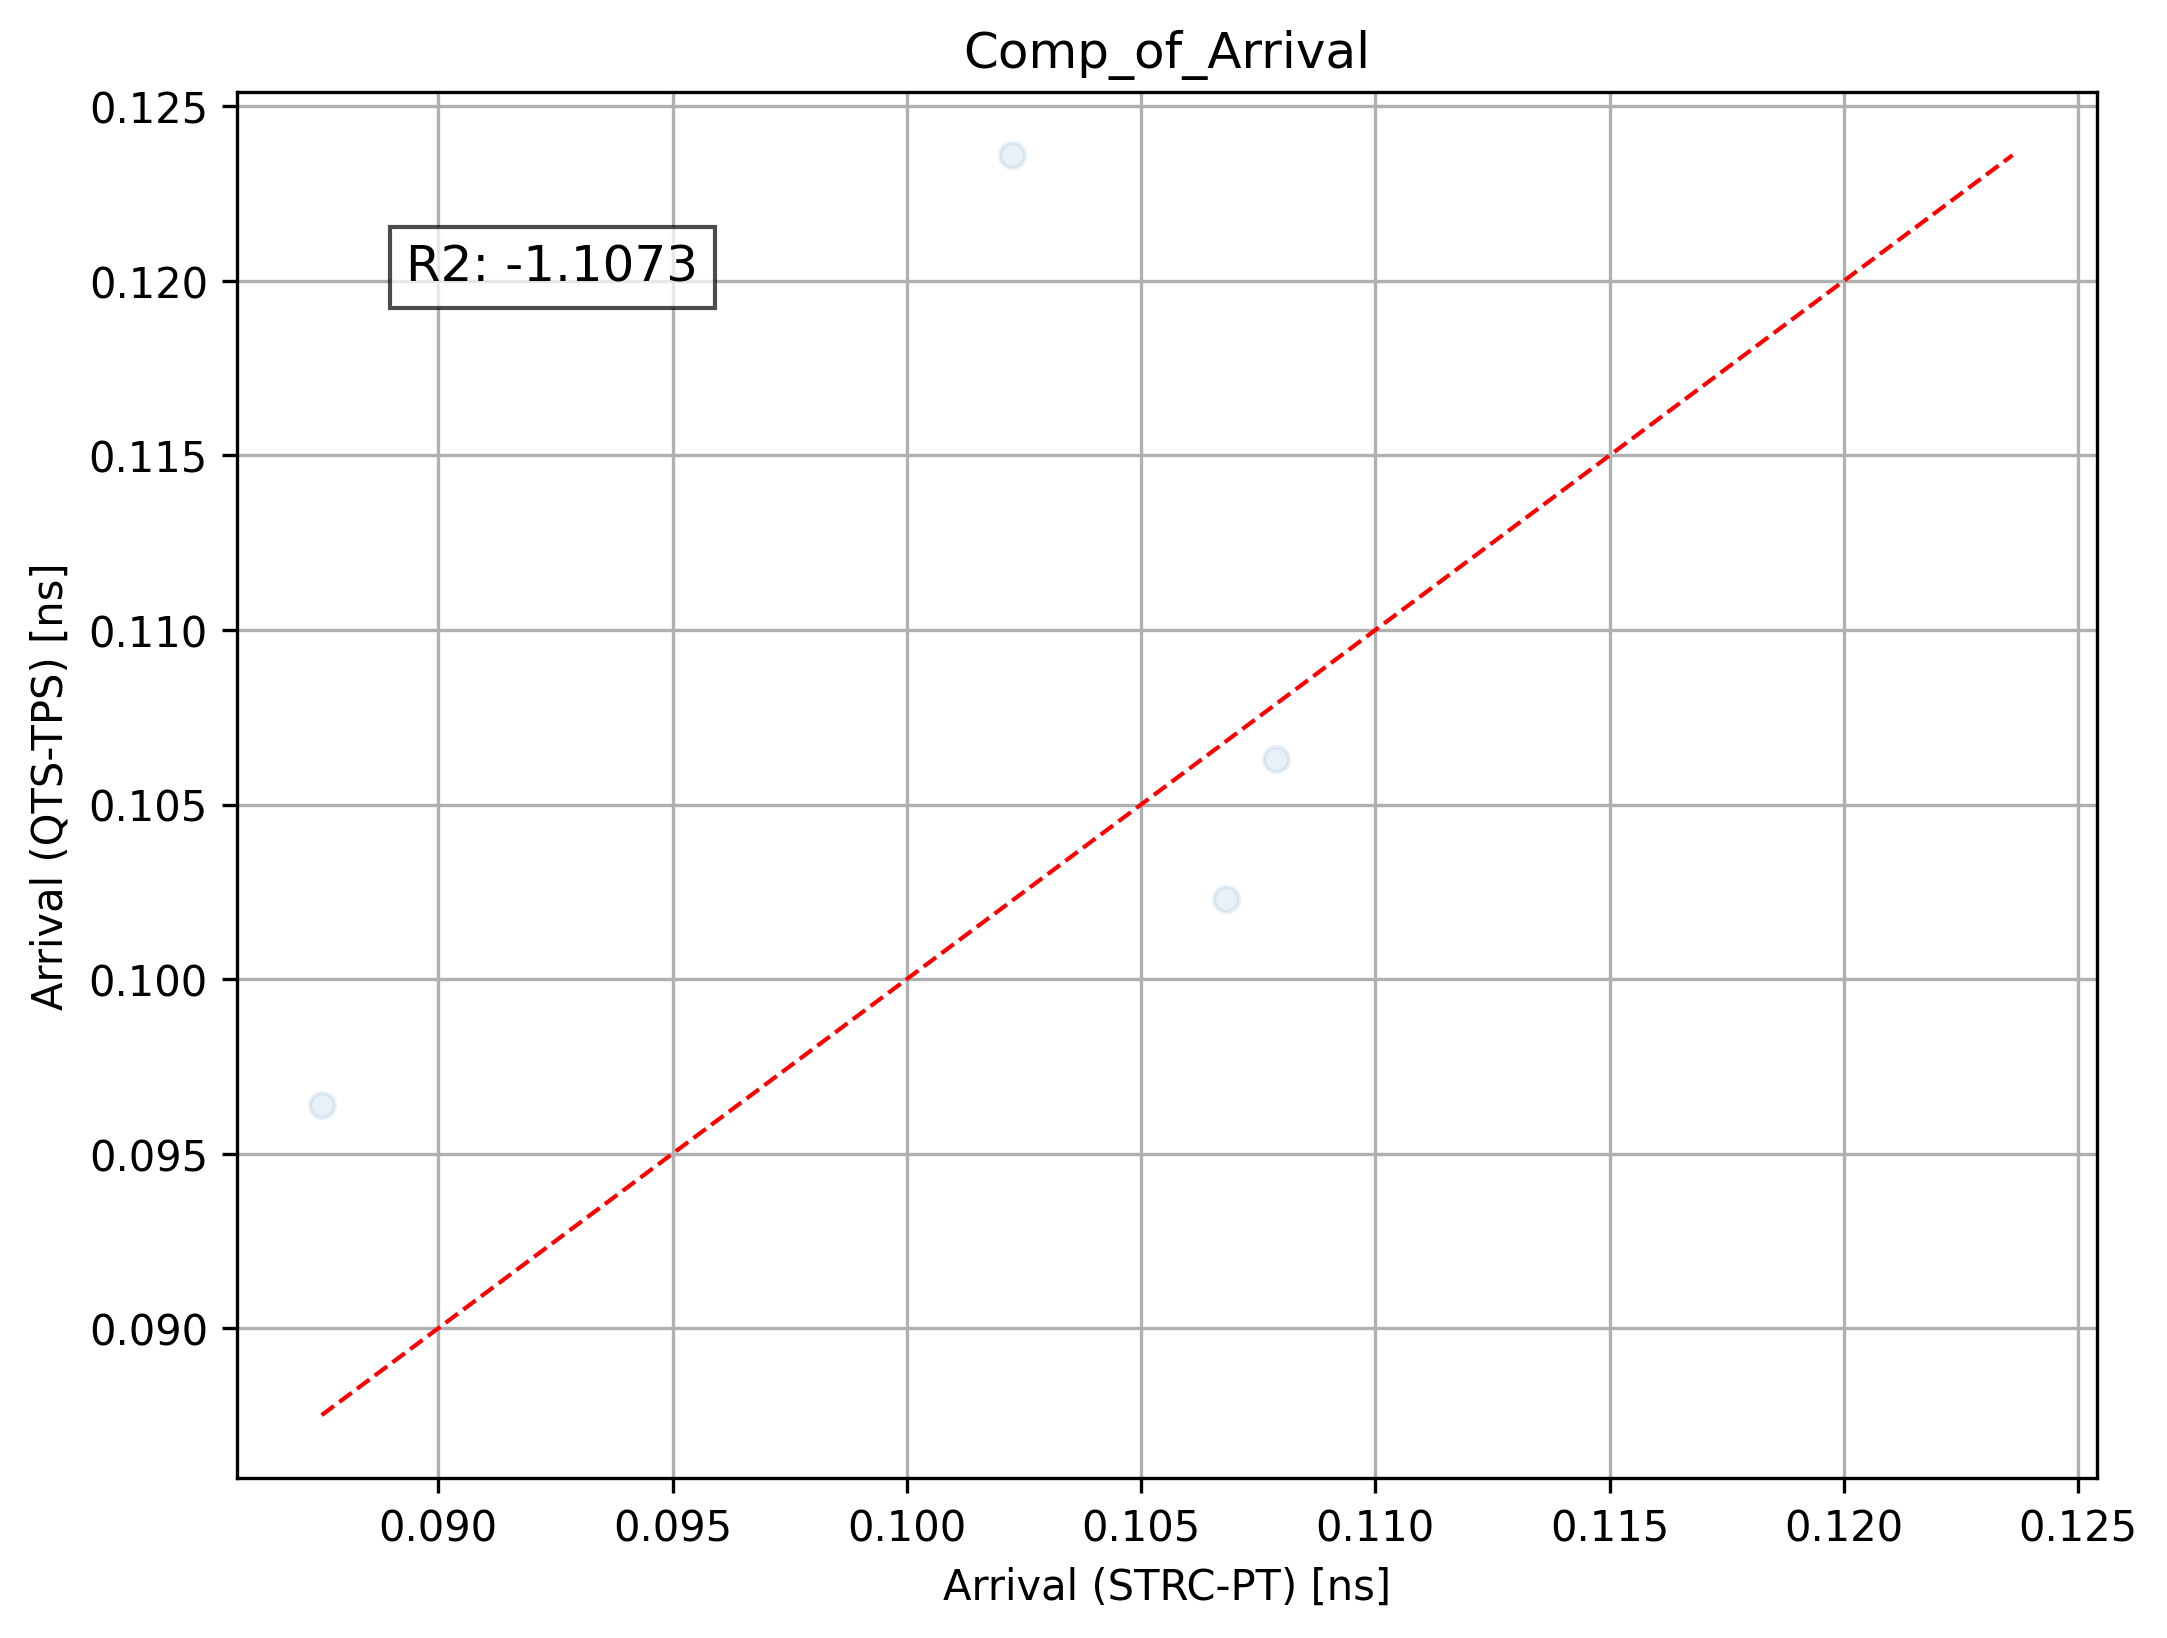 Comp_of_Arrival
0.125
0.120
0.115
0.110
0.105
0.100
0.095
0.090
Arrival (QTS-TPS) [ns]
R2: -1.1073
0.090 0.095 0.100 0.105 0.110 0.115 0.120 0.125
Arrival (STRC-PT) [ns]